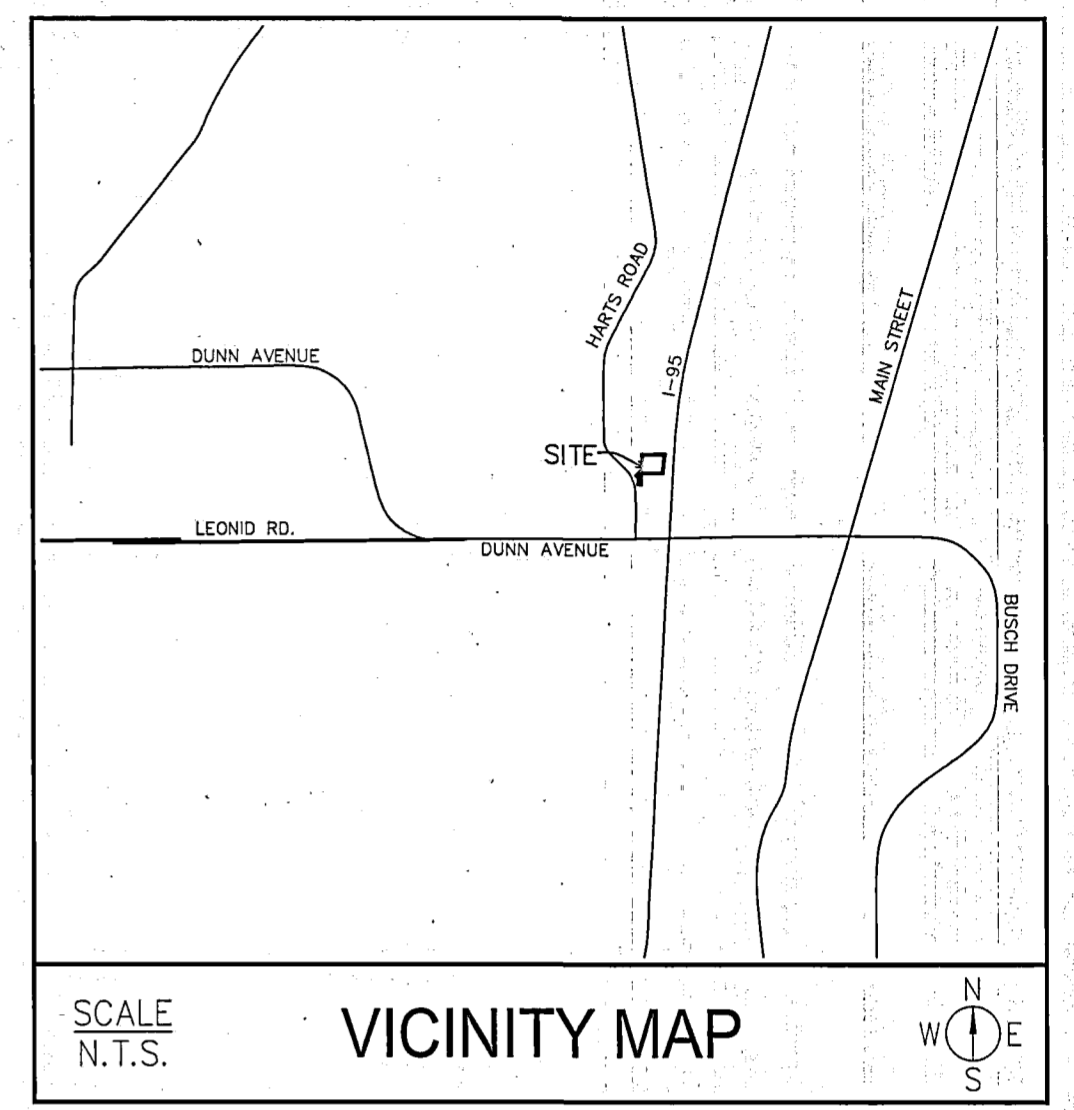 HARTS ROAD
MAIN STREET
DUNN AVENUE
I-95
SITE
LEONID RD.
DUNN AVENUE
BUSCH DRIVE
SCALE
N.T.S.
VICINITY MAP
N
W E
S